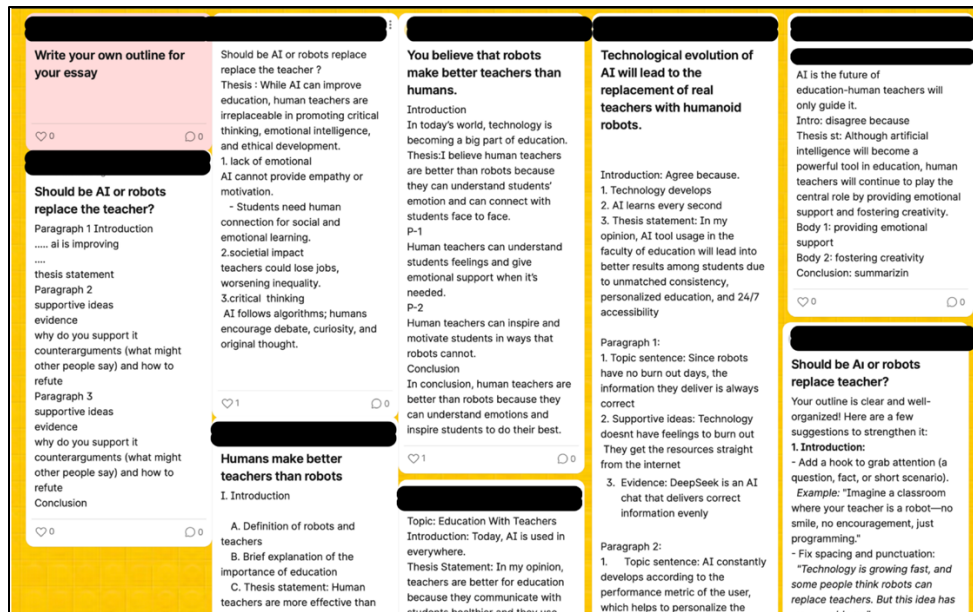 Write your own outline for
your essay
0
0
Should be AI or robots
replace the teacher?
Paragraph 1 Introduction
..... ai is improving
....
thesis statement
Paragraph 2
supportive ideas
evidence
why do you support it
counterarguments (what might
other people say) and how to
refute
Paragraph 3
supportive ideas
evidence
why do you support it
counterarguments (what might
other people say) and how to
refute
Conclusion
0
0
Should be AI or robots replace
replace the teacher ?
Thesis : While AI can improve
education, human teachers are
irreplaceable in promoting critical
thinking, emotional intelligence,
and ethical development.
1. lack of emotional
AI cannot provide empathy or
motivation.
- Students need human
connection for social and
emotional learning.
2.societial impact
teachers could lose jobs,
worsening inequality.
3.critical thinking
AI follows algorithms; humans
encourage debate, curiosity, and
original thought.
1
0
Humans make better
teachers than robots
I. Introduction
A. Definition of robots and
teachers
B. Brief explanation of the
importance of education
C. Thesis statement: Human
teachers are more effective than
You believe that robots
make better teachers than
humans.
Introduction
In today's world, technology is
becoming a big part of education.
Thesis:I believe human teachers
are better than robots because
they can understand students'
emotion and can connect with
students face to face.
P-1
Human teachers can understand
students feelings and give
emotional support when it's
needed.
P-2
Human teachers can inspire and
motivate students in ways that
robots cannot.
Conclusion
In conclusion, human teachers are
better than robots because they
can understand emotions and
inspire students to do their best.
1
0
Topic: Education With Teachers
Introduction: Today, AI is used in
everywhere.
Thesis Statement: In my opinion,
teachers are better for education
because they communicate with
students healthier and they use
Technological evolution of
AI will lead to the
replacement of real
teachers with humanoid
robots.
Introduction: Agree because.
1. Technology develops
2. AI learns every second
3. Thesis statement: In my
opinion, AI tool usage in the
faculty of education will lead into
better results among students due
to unmatched consistency,
personalized education, and 24/7
accessibility
Paragraph 1:
1. Topic sentence: Since robots
have no burn out days, the
information they deliver is always
correct
2. Supportive ideas: Technology
doesnt have feelings to burn out
They get the resources straight
from the internet
3. Evidence: DeepSeek is an AI
chat that delivers correct
information evenly
Paragraph 2:
1. Topic sentence: AI constantly
develops according to the
performance metric of the user,
which helps to personalize the
AI is the future of
education-human teachers will
only guide it.
Intro: disagree because
Thesis st: Although artificial
intelligence will become a
powerful tool in education, human
teachers will continue to play the
central role by providing emotional
support and fostering creativity.
Body 1: providing emotional
support
Body 2: fostering creativity
Conclusion: summarizin
0
0
Should be Aı or robots
replace teacher?
Your outline is clear and well-
organized! Here are a few
suggestions to strengthen it:
1. Introduction:
- Add a hook to grab attention (a
question, fact, or short scenario).
Example: "Imagine a classroom
where your teacher is a robot—no
smile, no encouragement, just
programming."
- Fix spacing and punctuation:
"Technology is growing fast, and
some people think robots can
replace teachers. But this idea has